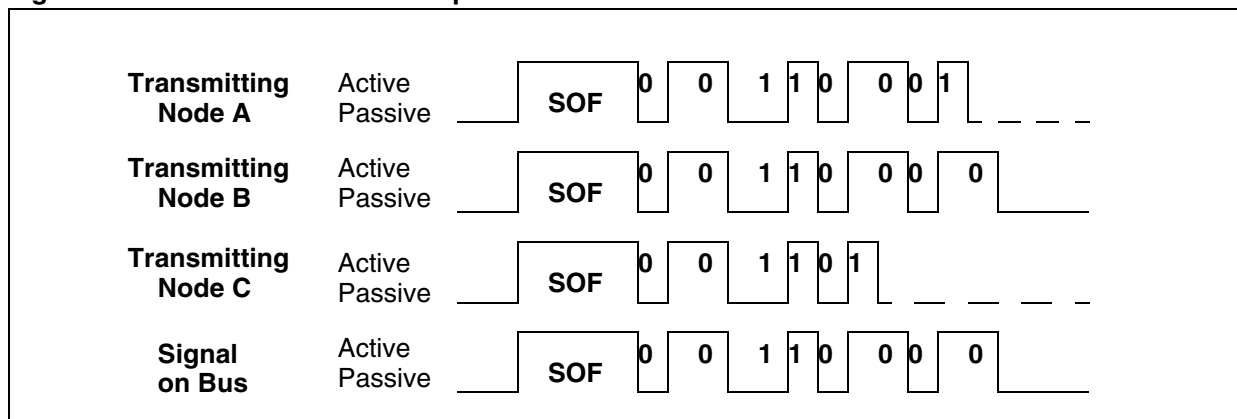 Transmitting Node A Active Passive SOF 0 0 1 1 0 0 0 1
Transmitting Node B Active Passive SOF 0 0 1 1 0 0 0 0
Transmitting Node C Active Passive SOF 0 0 1 1 0 1
Signal on Bus Active Passive SOF 0 0 1 1 0 0 0 0